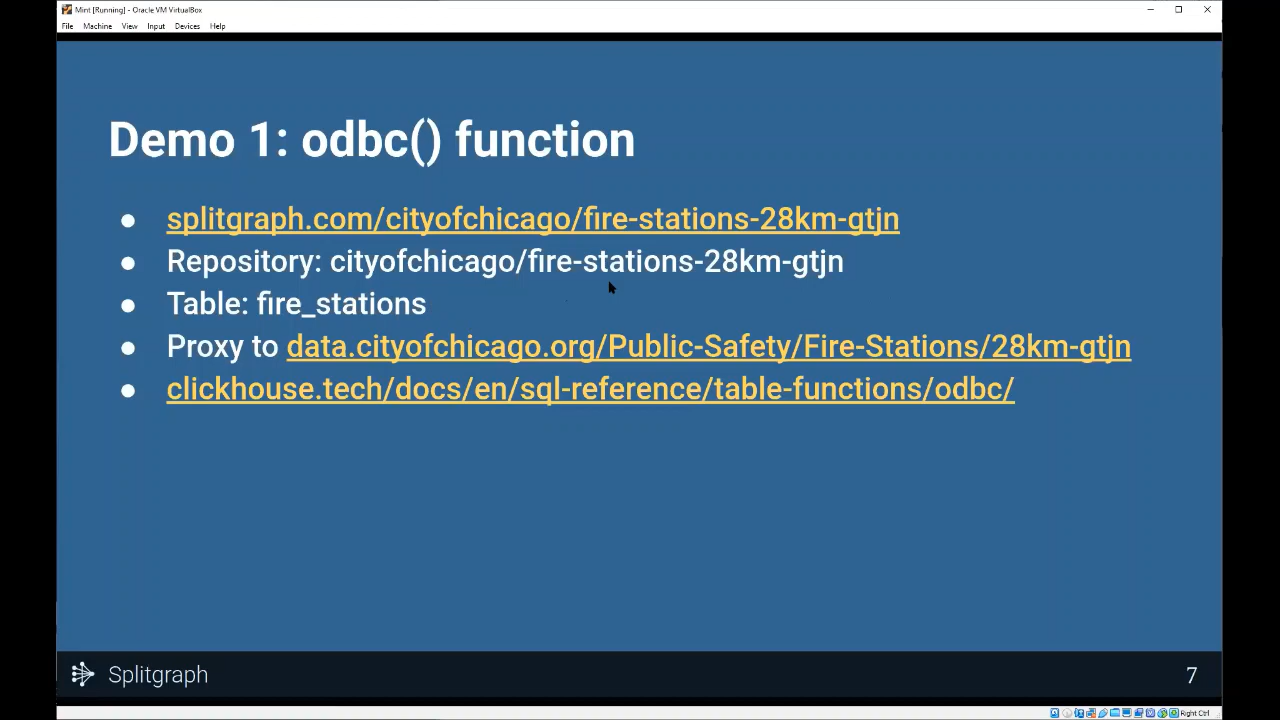 Mint [Running] - Oracle VM VirtualBox
File Machine View Input Devices Help
Demo 1: odbc() function
● splitgraph.com/cityofchicago/fire-stations-28km-gtjn
● Repository: cityofchicago/fire-stations-28km-gtjn
● Table: fire_stations
● Proxy to data.cityofchicago.org/Public-Safety/Fire-Stations/28km-gtjn
● clickhouse.tech/docs/en/sql-reference/table-functions/odbc/
Splitgraph
7
Right Ctrl